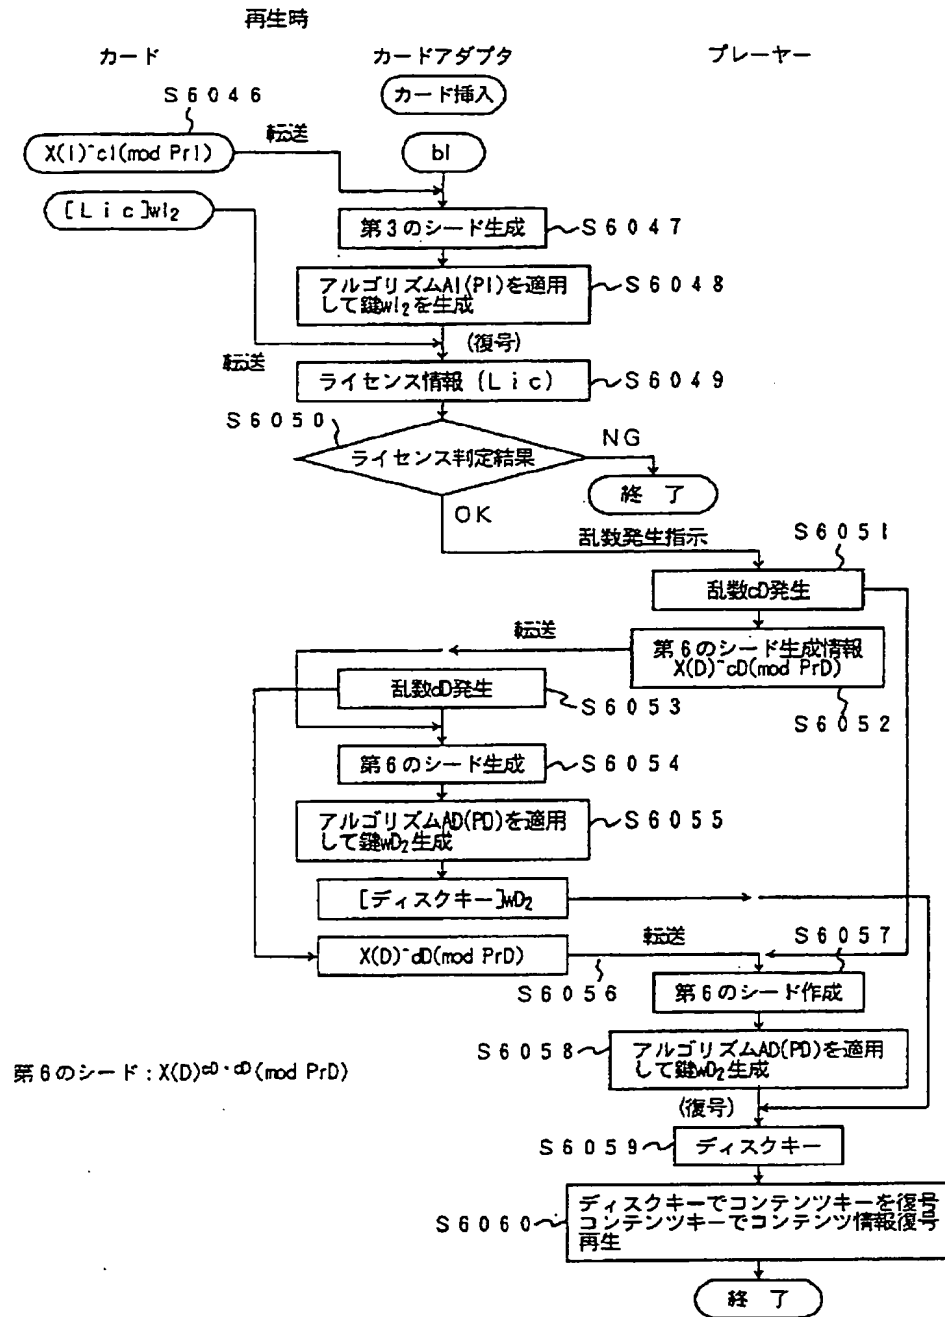 再生時
カード
カードアダプタ
プレーヤー
S6046
カード挿入
X(I)^cI(mod PrI)
転送
bI
[Lic]wI₂
第3のシード生成
S6047
アルゴリズムAI(PI)を適用
して鍵wI₂を生成
S6048
(復号)
転送
ライセンス情報(Lic)
S6049
S6050
ライセンス判定結果
NG
終 了
OK
乱数発生指示
S6051
乱数cD発生
転送
第6のシード生成情報
X(D)^cD(mod PrD)
S6052
乱数dD発生
S6053
第6のシード生成
S6054
アルゴリズムAD(PD)を適用
して鍵wD₂生成
S6055
[ディスクキー]wD₂
X(D)^dD(mod PrD)
転送
S6056
S6057
第6のシード作成
S6058
アルゴリズムAD(PD)を適用
して鍵wD₂生成
第6のシード:X(D)^cD・dD(mod PrD)
(復号)
S6059
ディスクキー
S6060
ディスクキーでコンテンツキーを復号
コンテンツキーでコンテンツ情報復号
再生
終 了